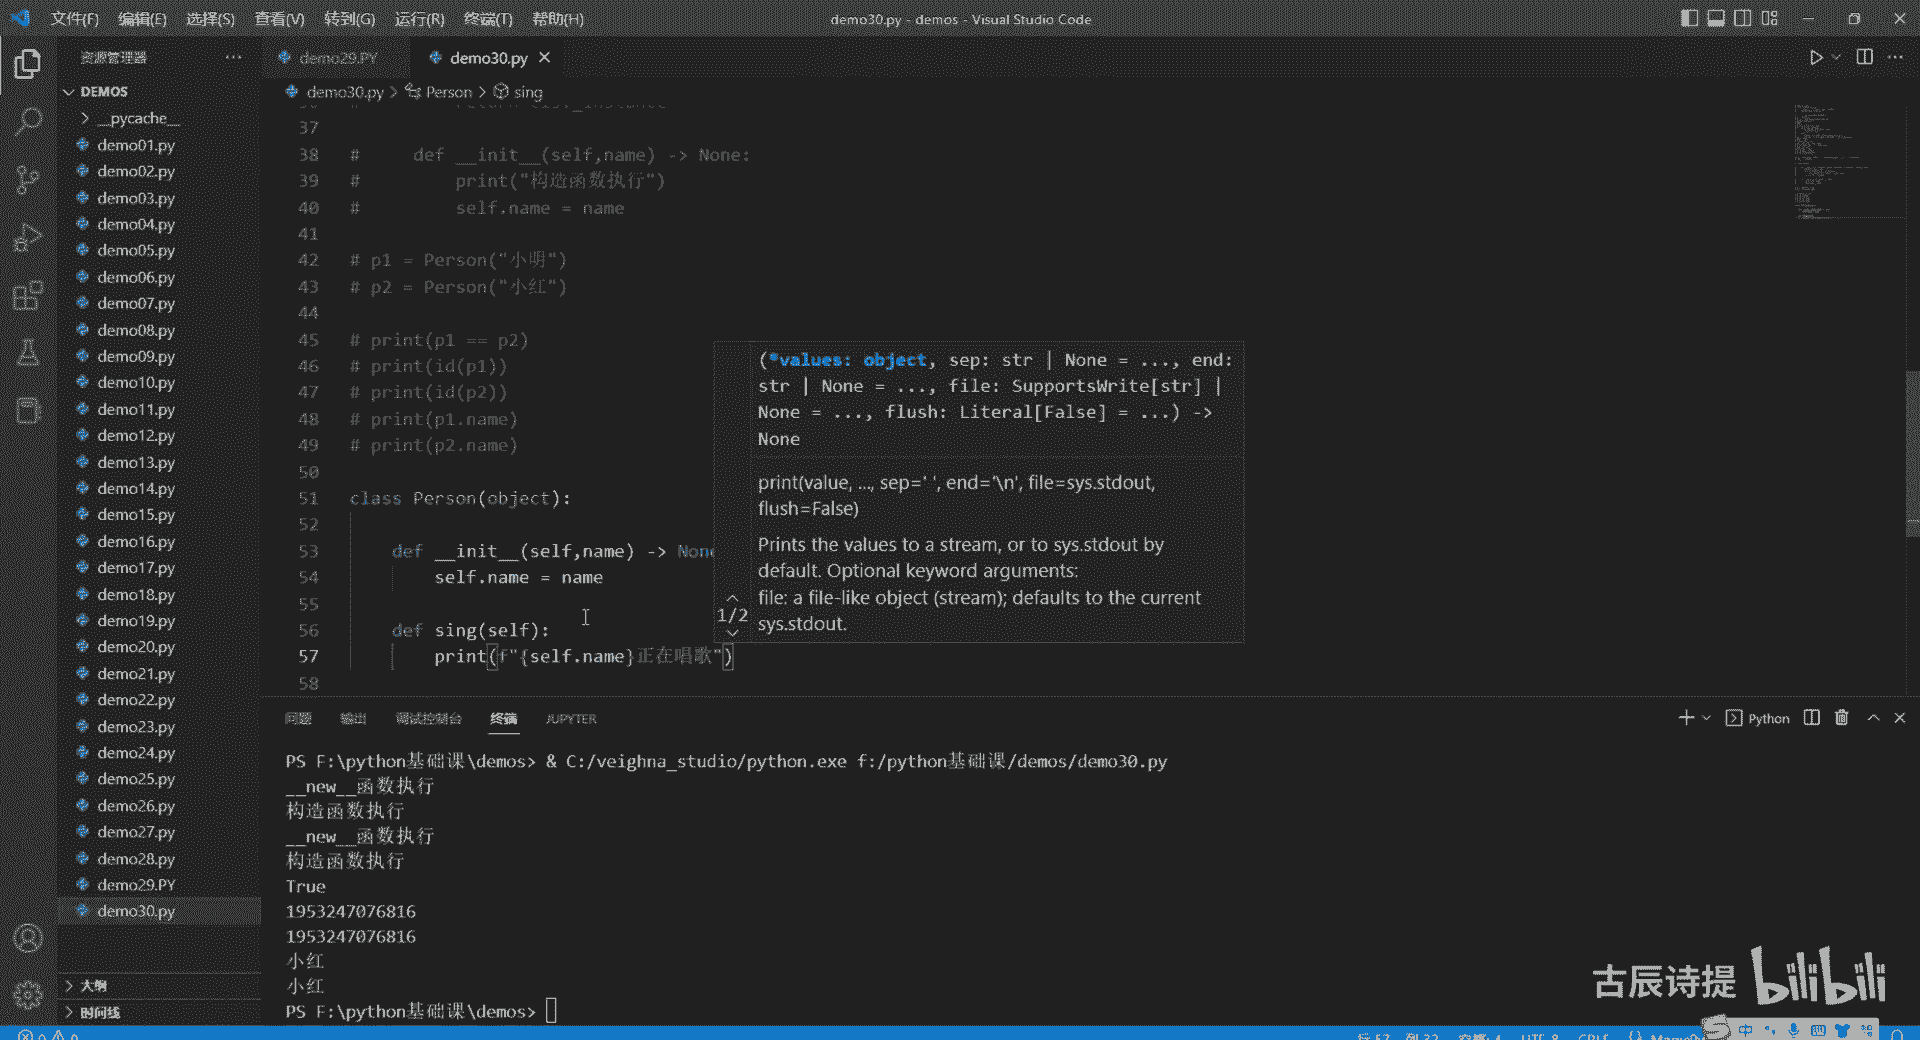 文件(F) 编辑(E) 选择(S) 查看(V) 转到(G) 运行(R) 终端(T) 帮助(H) demo30.py - demos - Visual Studio Code
资源管理器
demo29.PY demo30.py
DEMOS
demo30.py > Person > sing
__pycache__
demo01.py
demo02.py
demo03.py
demo04.py
demo05.py
demo06.py
demo07.py
demo08.py
demo09.py
demo10.py
demo11.py
demo12.py
demo13.py
demo14.py
demo15.py
demo16.py
demo17.py
demo18.py
demo19.py
demo20.py
demo21.py
demo22.py
demo23.py
demo24.py
demo25.py
demo26.py
demo27.py
demo28.py
demo29.PY
demo30.py
大纲
时间线
37
38 # def __init__(self,name) -> None:
39 # print("构造函数执行")
40 # self.name = name
41
42 # p1 = Person("小明")
43 # p2 = Person("小红")
44
45 # print(p1 == p2)
46 # print(id(p1))
47 # print(id(p2))
48 # print(p1.name)
49 # print(p2.name)
50
51 class Person(object):
52
53 def __init__(self,name) -> None
54 self.name = name
55
56 def sing(self):
57 print(f"{self.name}正在唱歌")
58
(*values: object, sep: str | None = ..., end:
str | None = ..., file: SupportsWrite[str] |
None = ..., flush: Literal[False] = ...) ->
None
print(value, ..., sep=' ', end='\n', file=sys.stdout,
flush=False)
Prints the values to a stream, or to sys.stdout by
default. Optional keyword arguments:
file: a file-like object (stream); defaults to the current
sys.stdout.
1/2
问题 输出 调试控制台 终端 JUPYTER
Python
PS F:\python基础课\demos> & C:/veighna_studio/python.exe f:/python基础课/demos/demo30.py
__new__函数执行
构造函数执行
__new__函数执行
构造函数执行
True
1953247076816
1953247076816
小红
小红
PS F:\python基础课\demos>
古辰诗提 bilibili
中